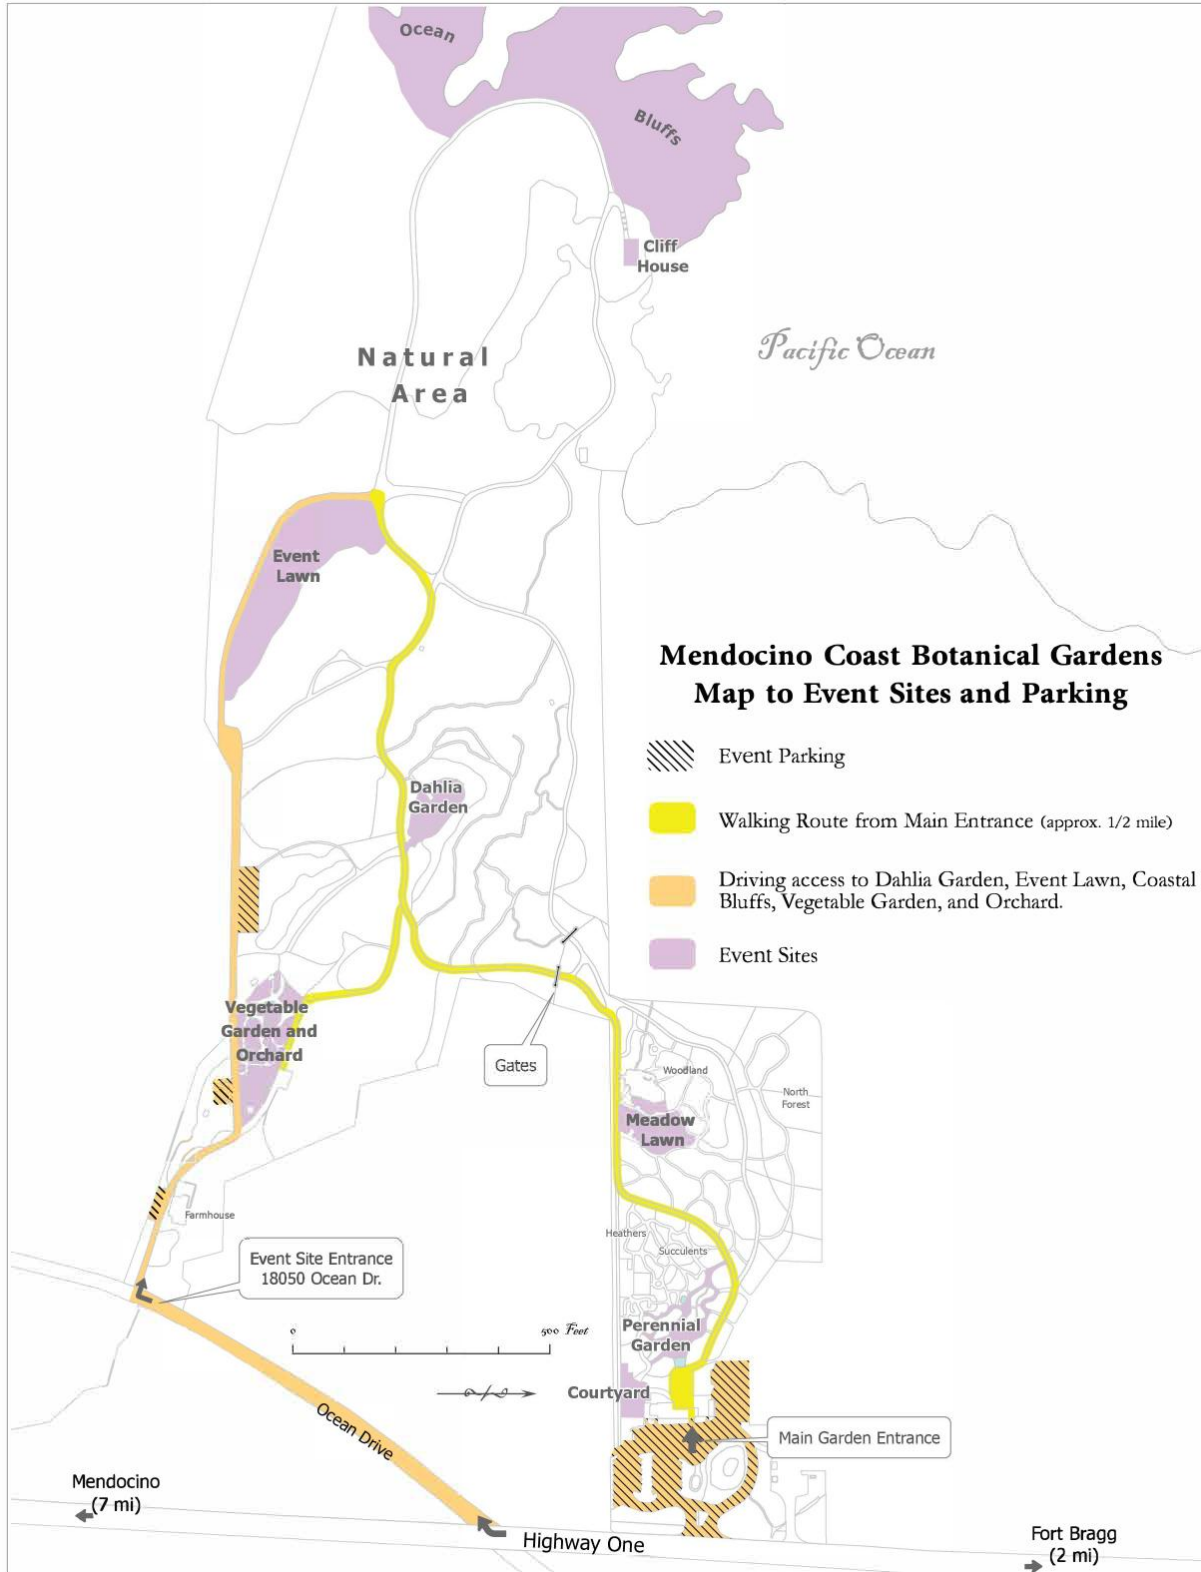 Ocean
Bluffs
Cliff
House
Pacific Ocean
Natural
Area
Event
Lawn
Mendocino Coast Botanical Gardens
Map to Event Sites and Parking
Event Parking
Walking Route from Main Entrance (approx. 1/2 mile)
Driving access to Dahlia Garden, Event Lawn, Coastal
Bluffs, Vegetable Garden, and Orchard.
Event Sites
Dahlia
Garden
Vegetable
Garden and
Orchard
Gates
Woodland
North
Forest
Meadow
Lawn
Farmhouse
Heathers
Succulents
Event Site Entrance
18050 Ocean Dr.
0
500 Feet
Perennial
Garden
Courtyard
Ocean Drive
Main Garden Entrance
Mendocino
(7 mi)
Highway One
Fort Bragg
(2 mi)